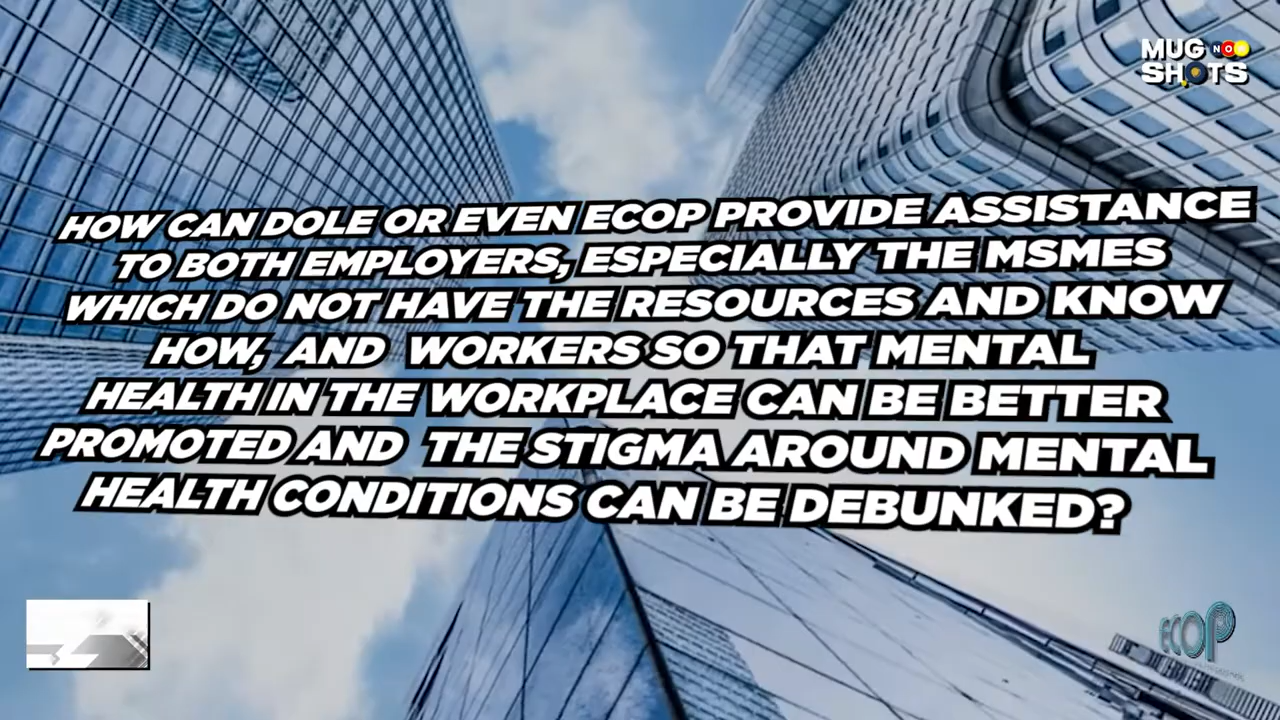 MUG NOW
SHOTS
HOW CAN DOLE OR EVEN ECOP PROVIDE ASSISTANCE
TO BOTH EMPLOYERS, ESPECIALLY THE MSMES
WHICH DO NOT HAVE THE RESOURCES AND KNOW
HOW, AND WORKERS SO THAT MENTAL
HEALTH IN THE WORKPLACE CAN BE BETTER
PROMOTED AND THE STIGMA AROUND MENTAL
HEALTH CONDITIONS CAN BE DEBUNKED?
ECOP